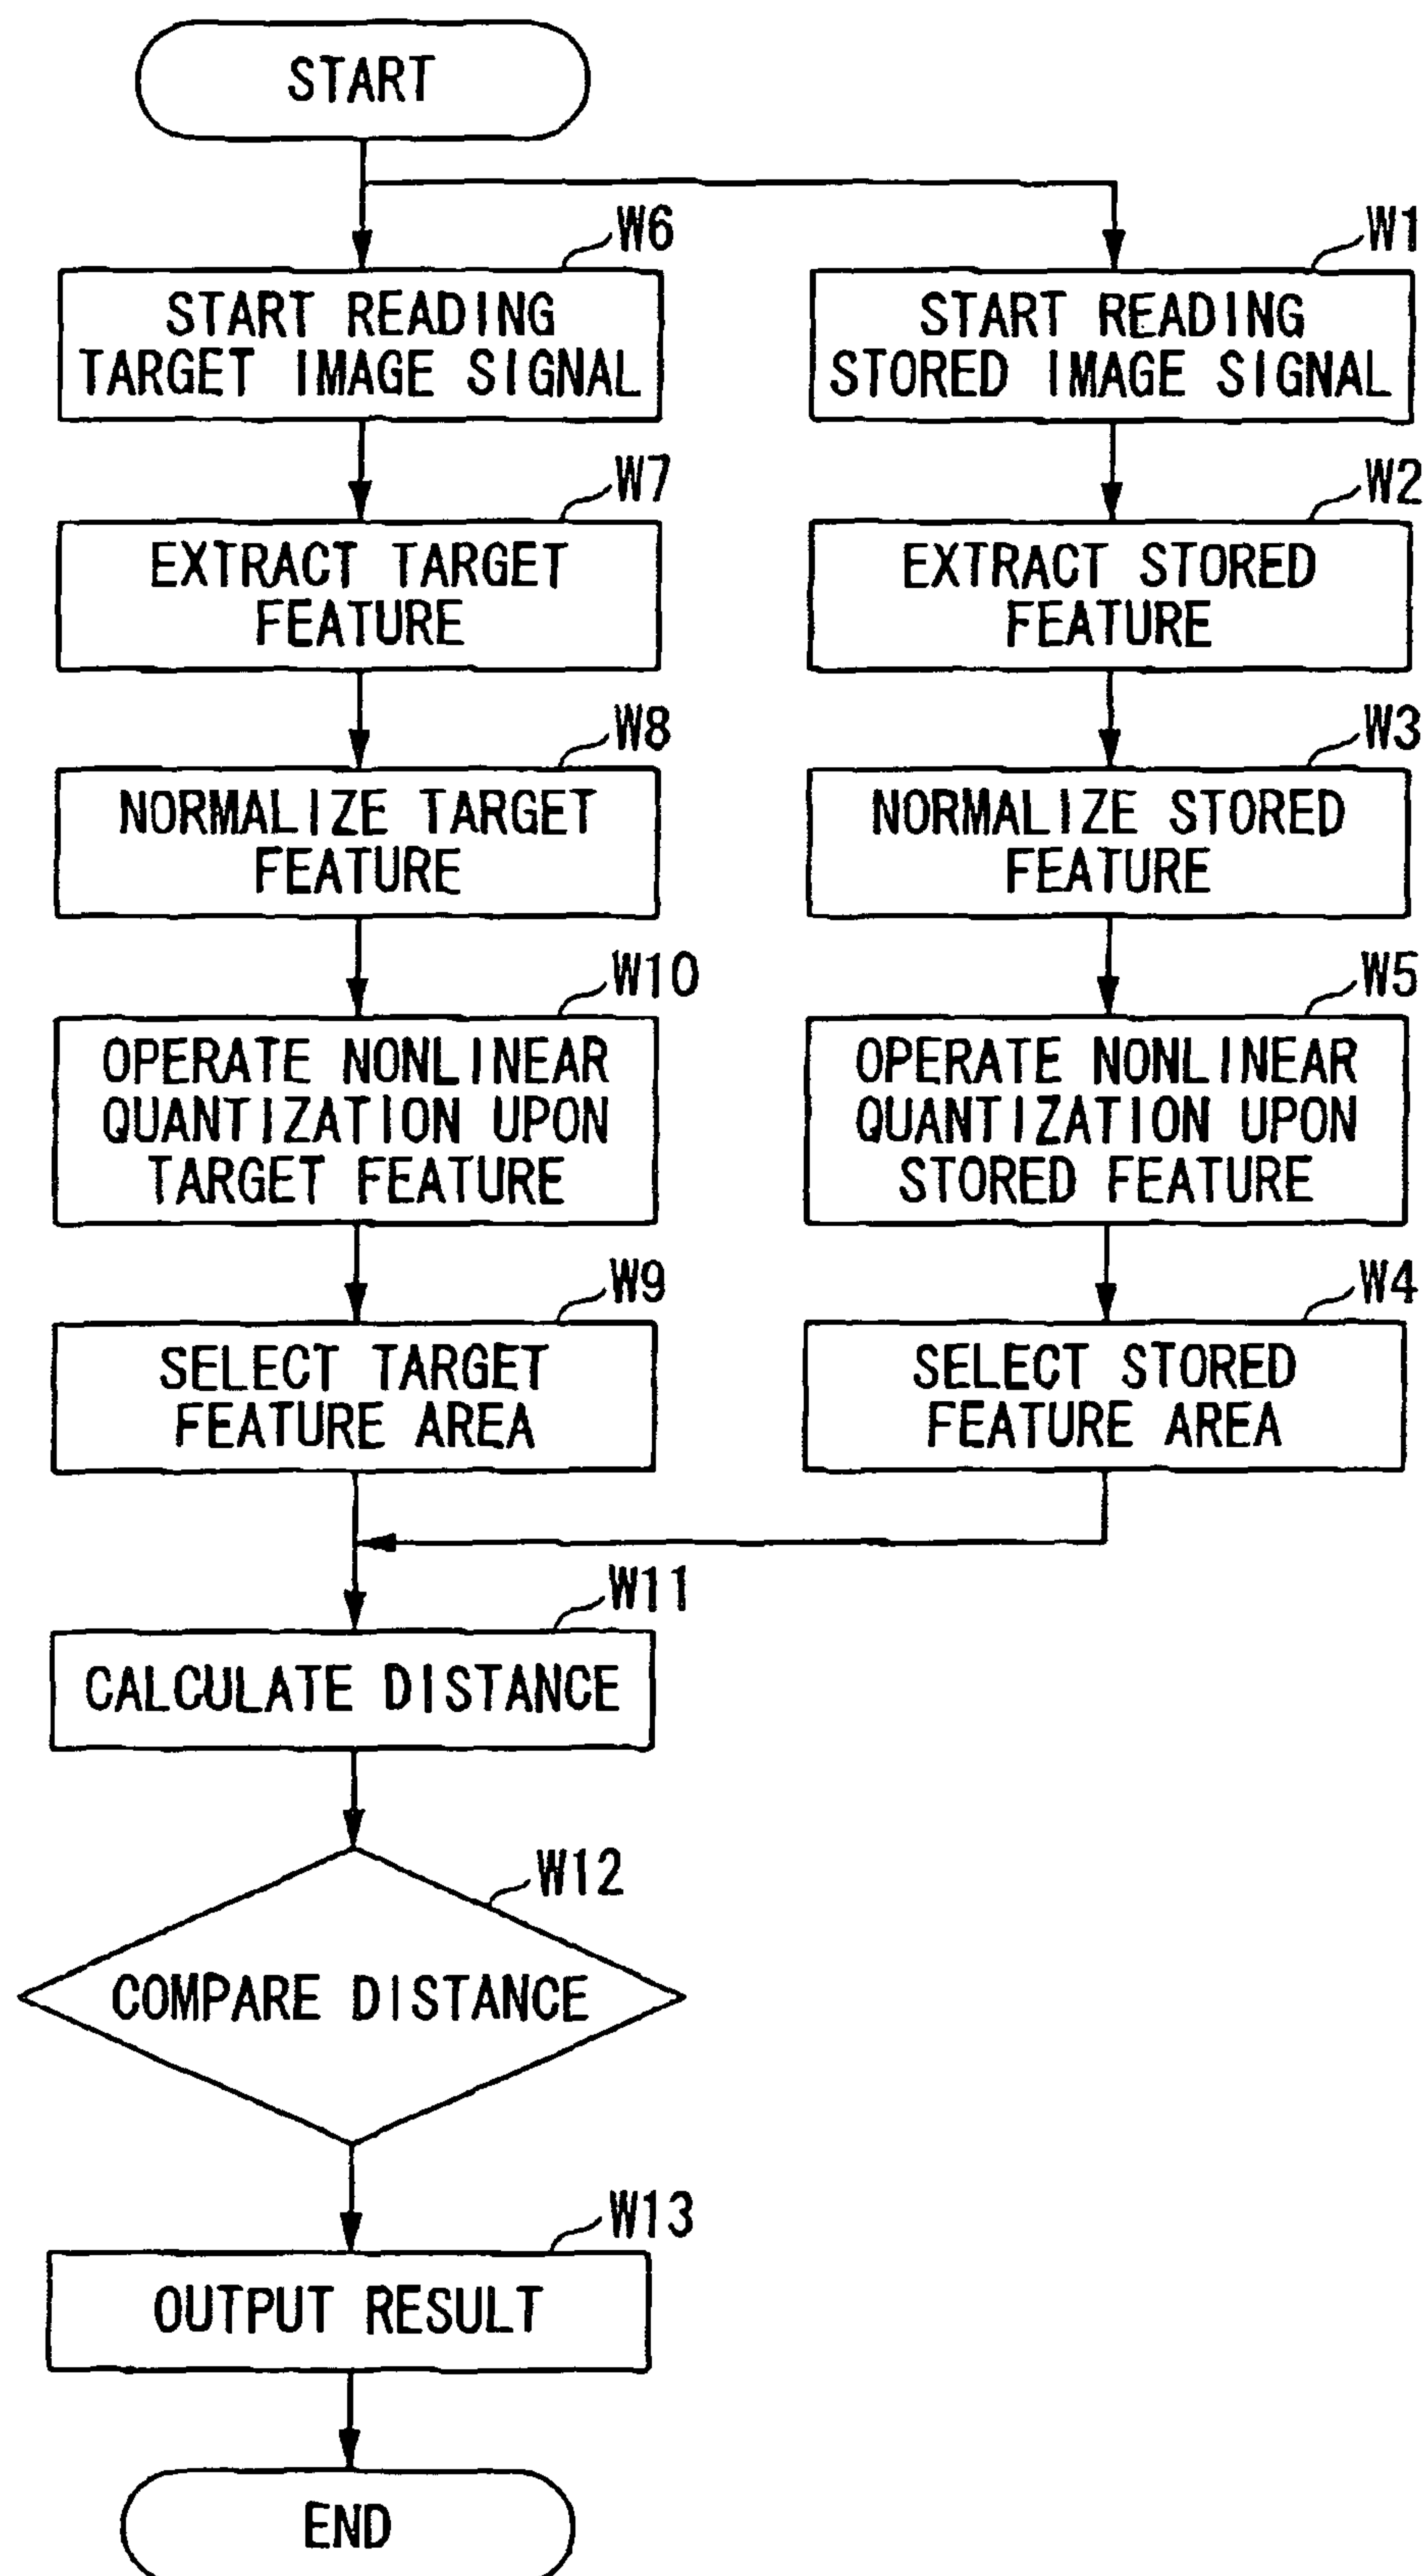 START
W6
START READING
TARGET IMAGE SIGNAL
W1
START READING
STORED IMAGE SIGNAL
W7
EXTRACT TARGET
FEATURE
W2
EXTRACT STORED
FEATURE
W8
NORMALIZE TARGET
FEATURE
W3
NORMALIZE STORED
FEATURE
W10
OPERATE NONLINEAR
QUANTIZATION UPON
TARGET FEATURE
W5
OPERATE NONLINEAR
QUANTIZATION UPON
STORED FEATURE
W9
SELECT TARGET
FEATURE AREA
W4
SELECT STORED
FEATURE AREA
W11
CALCULATE DISTANCE
W12
COMPARE DISTANCE
W13
OUTPUT RESULT
END